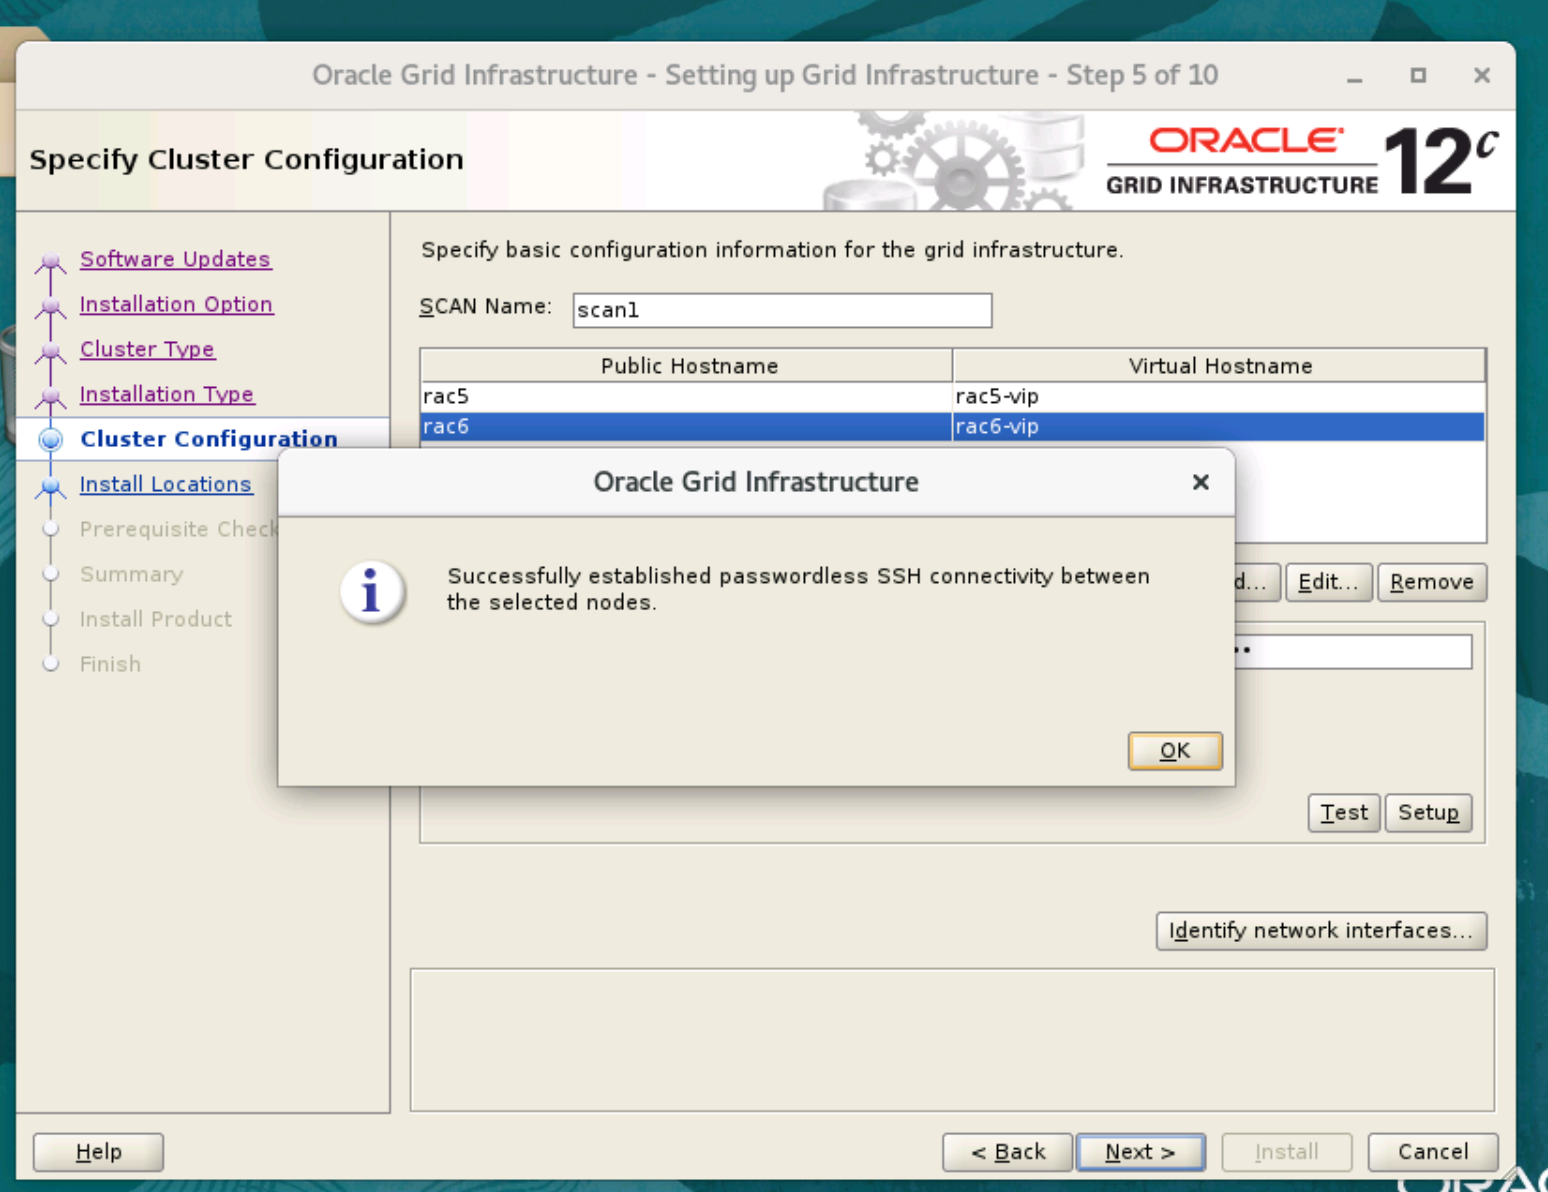 Oracle Grid Infrastructure - Setting up Grid Infrastructure - Step 5 of 10
Specify Cluster Configuration
ORACLE
GRID INFRASTRUCTURE
12c
Software Updates
Installation Option
Cluster Type
Installation Type
Cluster Configuration
Install Locations
Prerequisite Check
Summary
Install Product
Finish
Specify basic configuration information for the grid infrastructure.
SCAN Name: scan1
Public Hostname Virtual Hostname
rac5 rac5-vip
rac6 rac6-vip
Oracle Grid Infrastructure
Successfully established passwordless SSH connectivity between
the selected nodes.
OK
d... Edit... Remove
Test Setup
Identify network interfaces...
Help < Back Next > Install Cancel